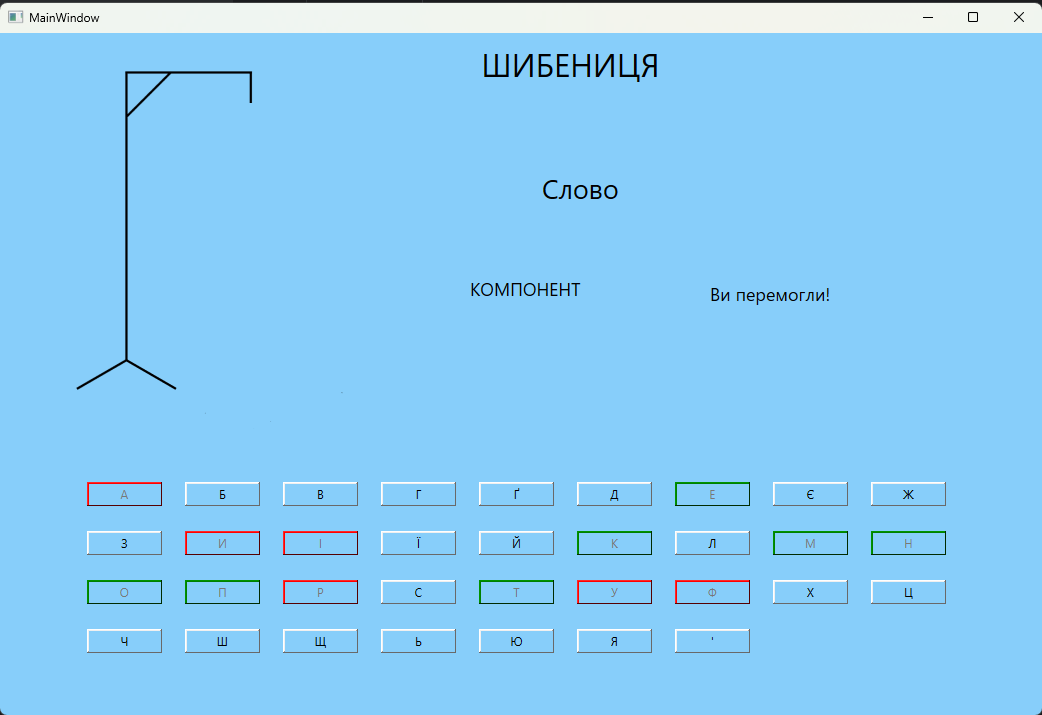 MainWindow
ШИБЕНИЦЯ
Слово
КОМПОНЕНТ
Ви перемогли!
А Б В Г Ґ Д Е Є Ж
З И І Ї Й К Л М Н
О П Р С Т У Ф Х Ц
Ч Ш Щ Ь Ю Я '